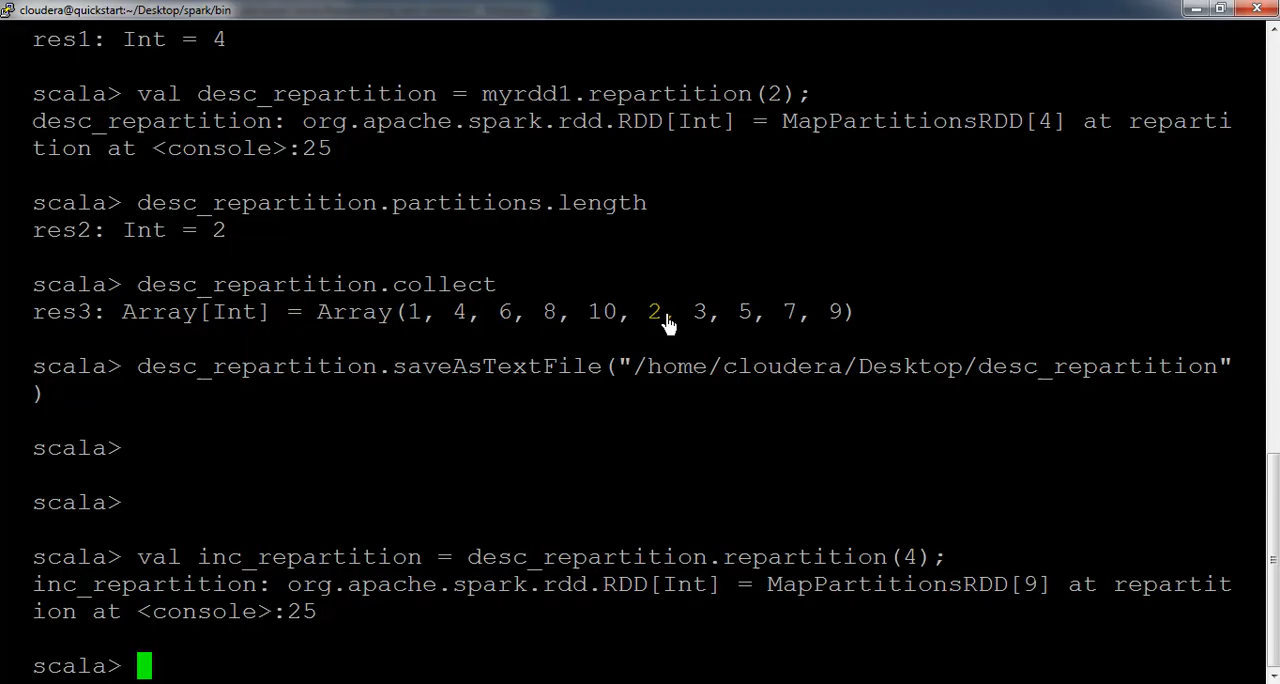 cloudera@quickstart:~/Desktop/spark/bin
res1: Int = 4
scala> val desc_repartition = myrdd1.repartition(2);
desc_repartition: org.apache.spark.rdd.RDD[Int] = MapPartitionsRDD[4] at reparti
tion at <console>:25
scala> desc_repartition.partitions.length
res2: Int = 2
scala> desc_repartition.collect
res3: Array[Int] = Array(1, 4, 6, 8, 10, 2, 3, 5, 7, 9)
scala> desc_repartition.saveAsTextFile("/home/cloudera/Desktop/desc_repartition"
)
scala>
scala>
scala> val inc_repartition = desc_repartition.repartition(4);
inc_repartition: org.apache.spark.rdd.RDD[Int] = MapPartitionsRDD[9] at repartit
ion at <console>:25
scala>